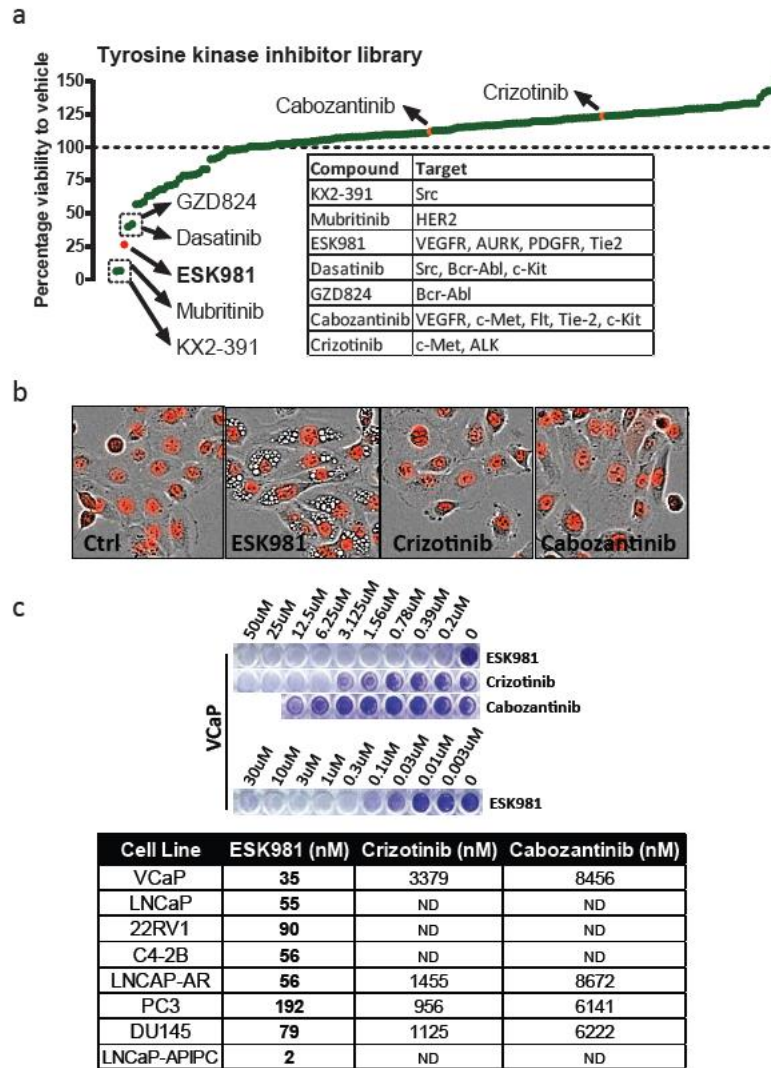 a
Tyrosine kinase inhibitor library
Percentage viability to vehicle
150
125
100
75
50
25
0
Cabozantinib
Crizotinib
GZD824
Dasatinib
ESK981
Mubritinib
KX2-391
Compound Target
KX2-391 Src
Mubritinib HER2
ESK981 VEGFR, AURK, PDGFR, Tie2
Dasatinib Src, Bcr-Abl, c-Kit
GZD824 Bcr-Abl
Cabozantinib VEGFR, c-Met, Flt, Tie-2, c-Kit
Crizotinib c-Met, ALK
b
Ctrl ESK981 Crizotinib Cabozantinib
c
50uM 25uM 12.5uM 6.25uM 3.125uM 1.56uM 0.78uM 0.39uM 0.2uM 0
ESK981
Crizotinib
Cabozantinib
VCaP
30uM 10uM 3uM 1uM 0.3uM 0.1uM 0.03uM 0.01uM 0.003uM 0
ESK981
Cell Line ESK981 (nM) Crizotinib (nM) Cabozantinib (nM)
VCaP 35 3379 8456
LNCaP 55 ND ND
22RV1 90 ND ND
C4-2B 56 ND ND
LNCAP-AR 56 1455 8672
PC3 192 956 6141
DU145 79 1125 6222
LNCaP-APIPC 2 ND ND